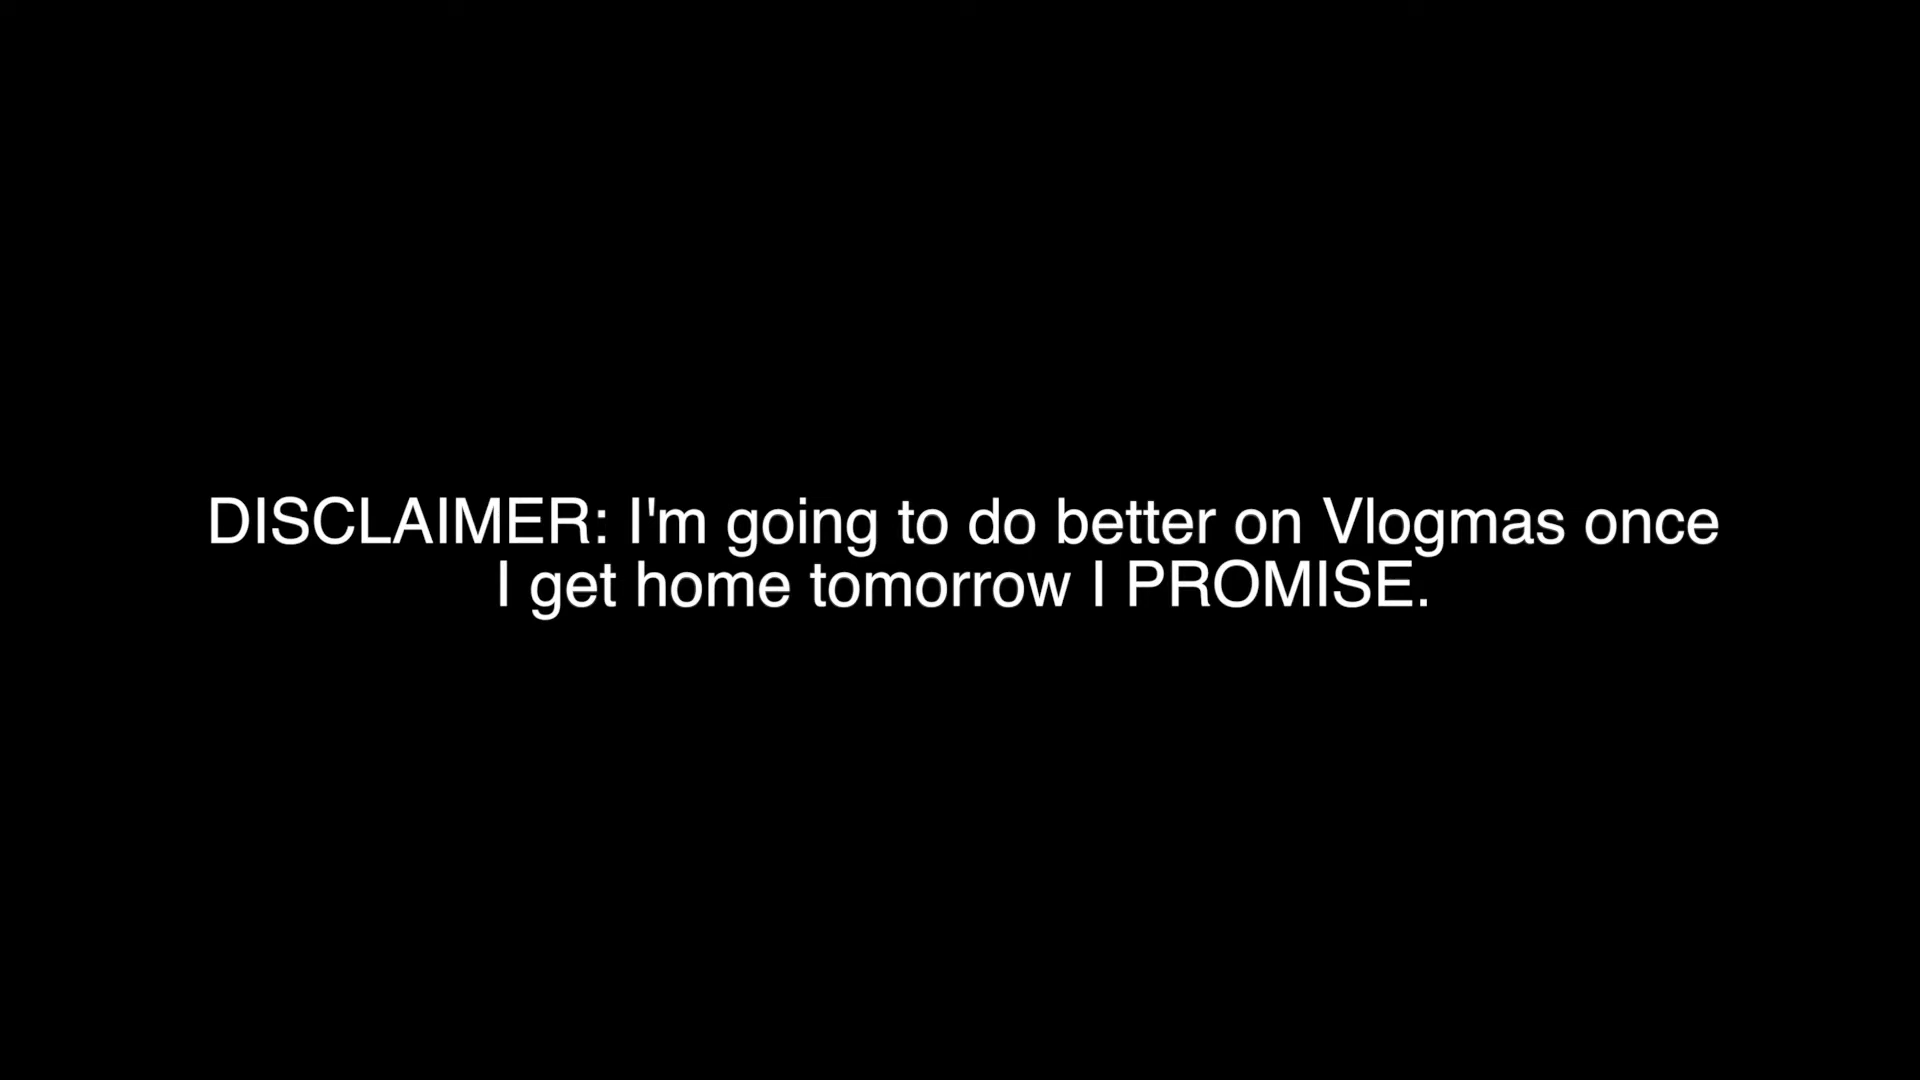 DISCLAIMER: I'm going to do better on Vlogmas once
I get home tomorrow I PROMISE.